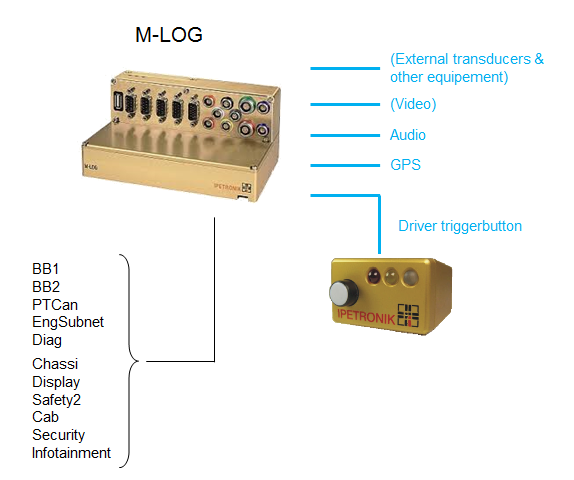 M-LOG
(External transducers &
other equipement)
(Video)
Audio
GPS
M-LOG
IPETRONIK
Driver triggerbutton
IPETRONIK
BB1
BB2
PTCan
EngSubnet
Diag
Chassi
Display
Safety2
Cab
Security
Infotainment